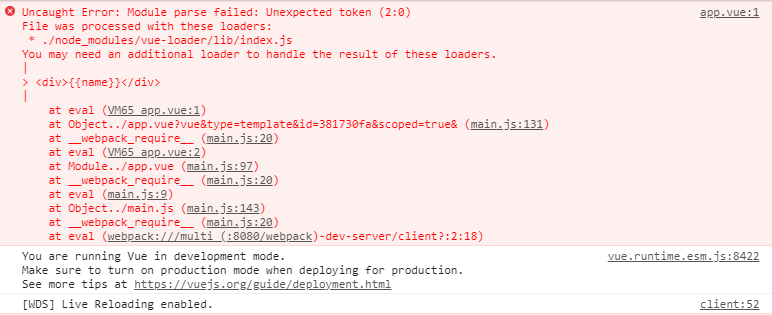 Uncaught Error: Module parse failed: Unexpected token (2:0) app.vue:1
File was processed with these loaders:
* ./node_modules/vue-loader/lib/index.js
You may need an additional loader to handle the result of these loaders.
|
> <div>{{name}}</div>
|
at eval (VM65 app.vue:1)
at Object../app.vue?vue&type=template&id=381730fa&scoped=true& (main.js:131)
at __webpack_require__ (main.js:20)
at eval (VM65 app.vue:2)
at Module../app.vue (main.js:97)
at __webpack_require__ (main.js:20)
at eval (main.js:9)
at Object../main.js (main.js:143)
at __webpack_require__ (main.js:20)
at eval (webpack:///multi_(:8080/webpack)-dev-server/client?:2:18)
You are running Vue in development mode. vue.runtime.esm.js:8422
Make sure to turn on production mode when deploying for production.
See more tips at https://vuejs.org/guide/deployment.html
[WDS] Live Reloading enabled. client:52